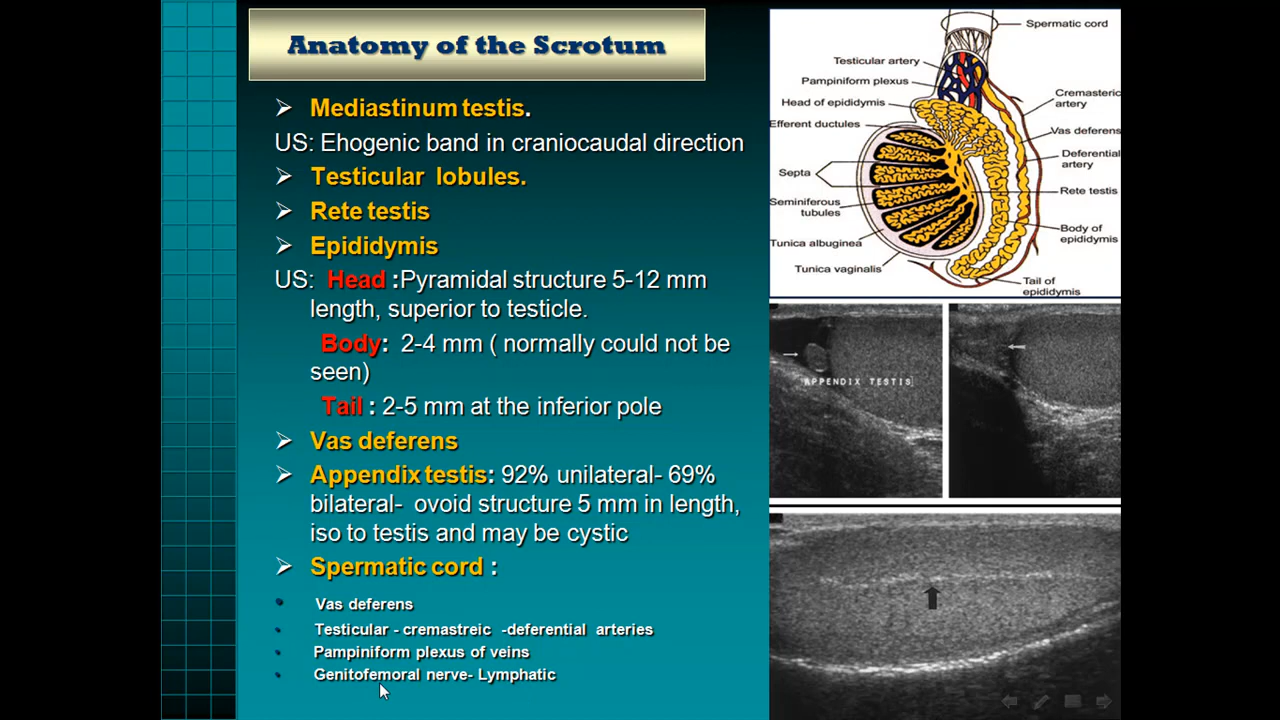 Anatomy of the Scrotum
Mediastinum testis.
US: Ehogenic band in craniocaudal direction
Testicular lobules.
Rete testis
Epididymis
US: Head :Pyramidal structure 5-12 mm
length, superior to testicle.
Body: 2-4 mm ( normally could not be
seen)
Tail : 2-5 mm at the inferior pole
Vas deferens
Appendix testis: 92% unilateral- 69%
bilateral- ovoid structure 5 mm in length,
iso to testis and may be cystic
Spermatic cord :
Vas deferens
Testicular - cremastreic -deferential arteries
Pampiniform plexus of veins
Genitofemoral nerve- Lymphatic
Spermatic cord
Testicular artery
Pampiniform plexus
Head of epididymis
Efferent ductules
Septa
Seminiferous
tubules
Tunica albuginea
Tunica vaginalis
Cremasteric
artery
Vas deferens
Deferential
artery
Rete testis
Body of
epididymis
Tail of
epididymis
APPENDIX TESTIS